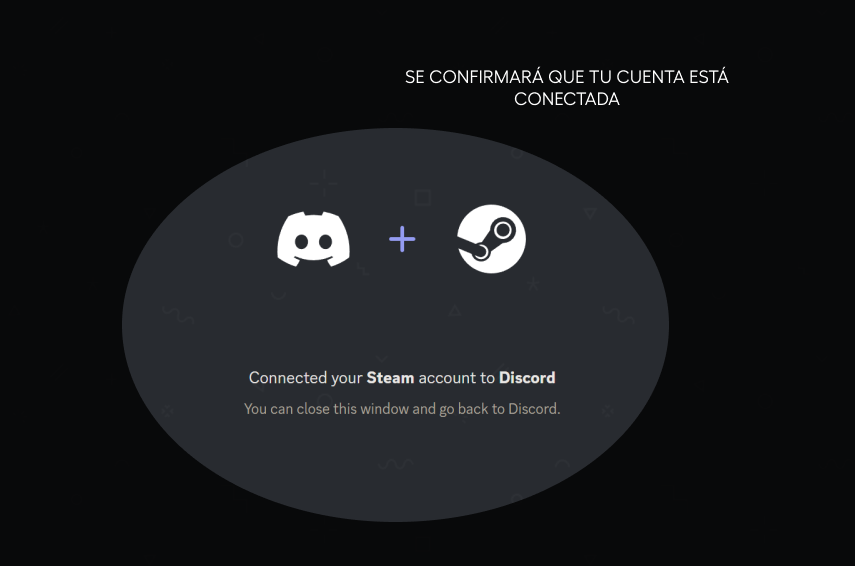 SE CONFIRMARÁ QUE TU CUENTA ESTÁ
CONECTADA
Connected your Steam account to Discord
You can close this window and go back to Discord.